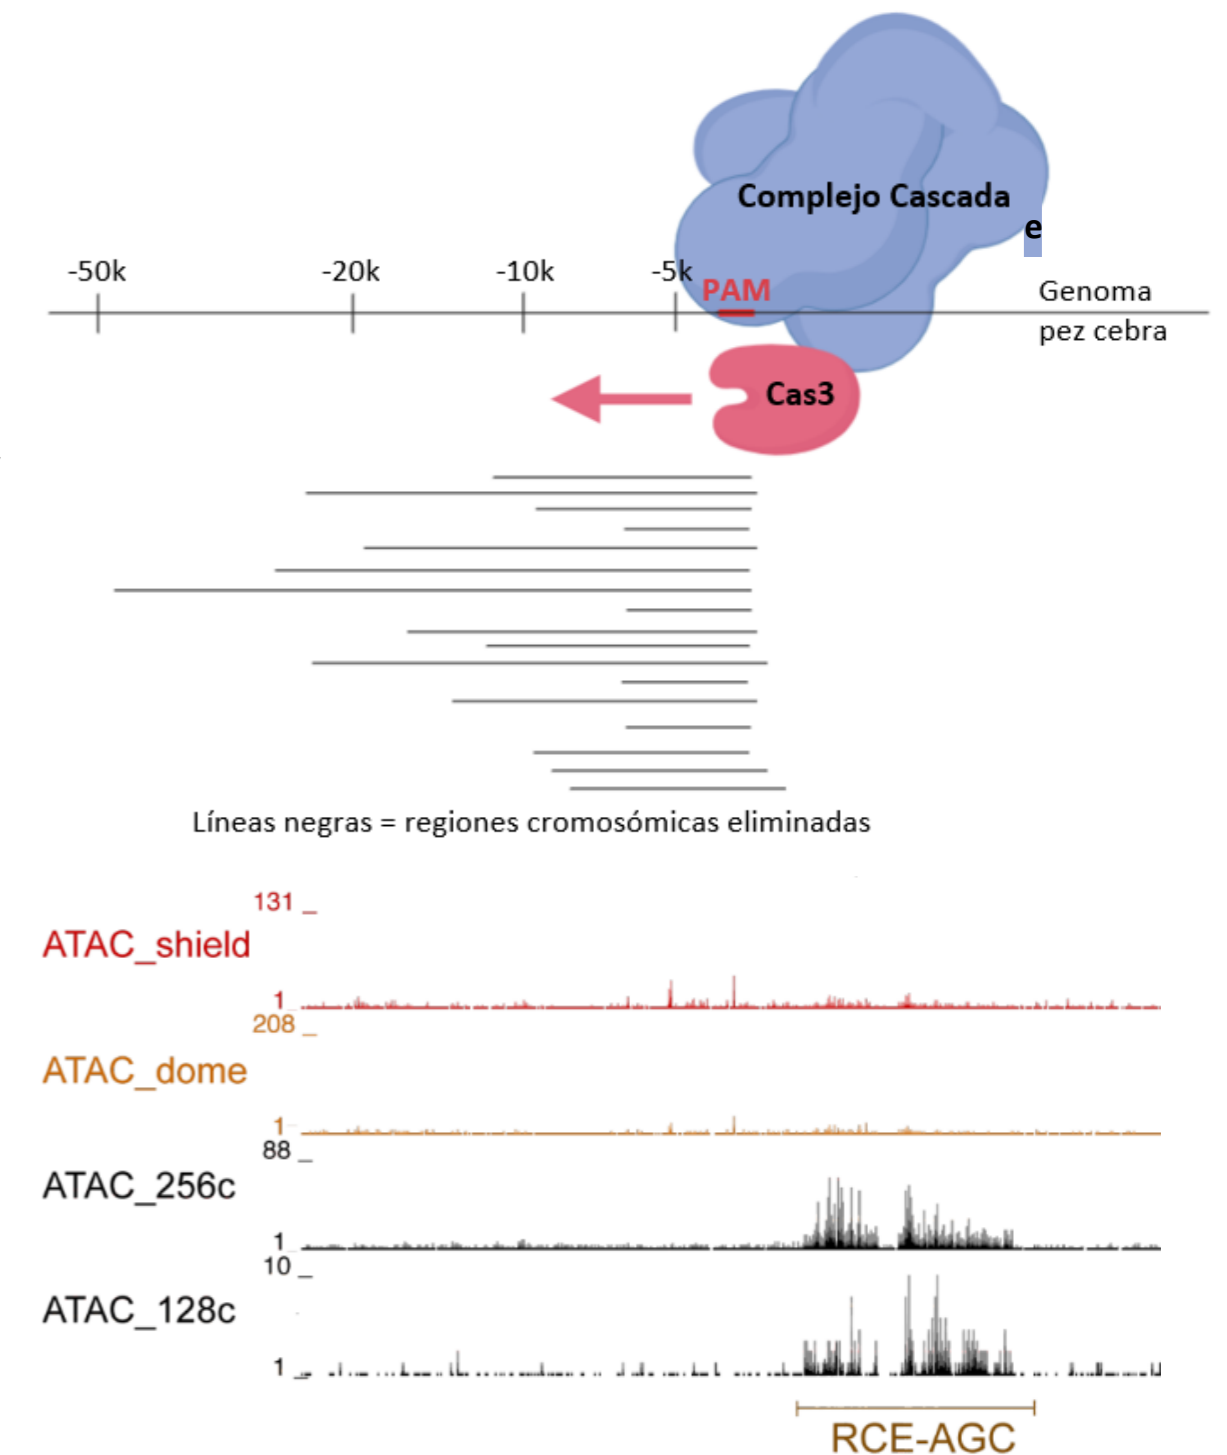 Complejo Cascada
e
-50k -20k -10k -5k
PAM
Genoma
pez cebra
Cas3
Líneas negras = regiones cromosómicas eliminadas
131
ATAC_shield
1
208
ATAC_dome
1
88
ATAC_256c
1
10
ATAC_128c
1
RCE-AGC